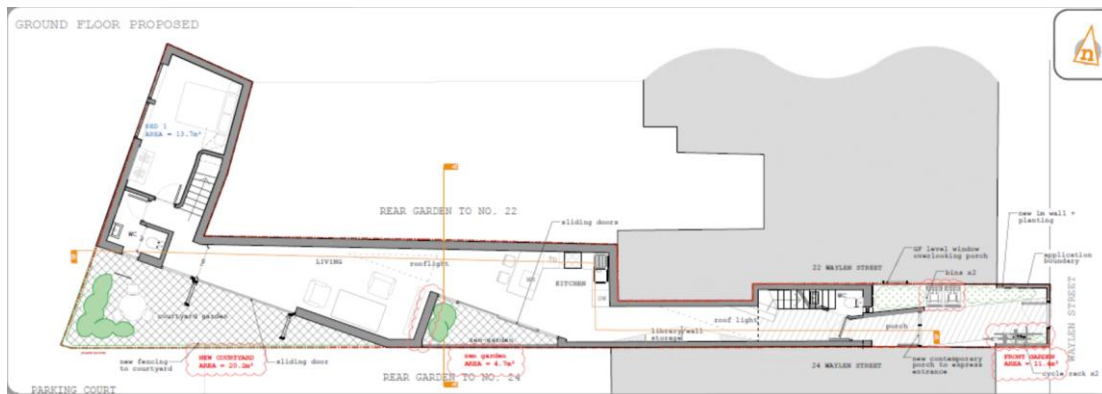 GROUND FLOOR PROPOSED
n
BED 1
AREA = 13.7m²
REAR GARDEN TO NO. 22
sliding doors
new 1m wall +
planting
WC
LIVING
rooflight
KITCHEN
GF level window
overlooking porch
application
boundary
22 WAYLEN STREET
bins x2
WC
WAYLEN STREET
courtyard garden
zen garden
roof light
library/wall
storage
porch
new fencing
to courtyard
NEW COURTYARD
AREA = 20.2m²
sliding door
zen garden
AREA = 4.7m²
24 WAYLEN STREET
new contemporary
porch to express
entrance
FRONT GARDEN
AREA = 11.4m²
cycle rack x2
REAR GARDEN TO NO. 24
PARKING COURT